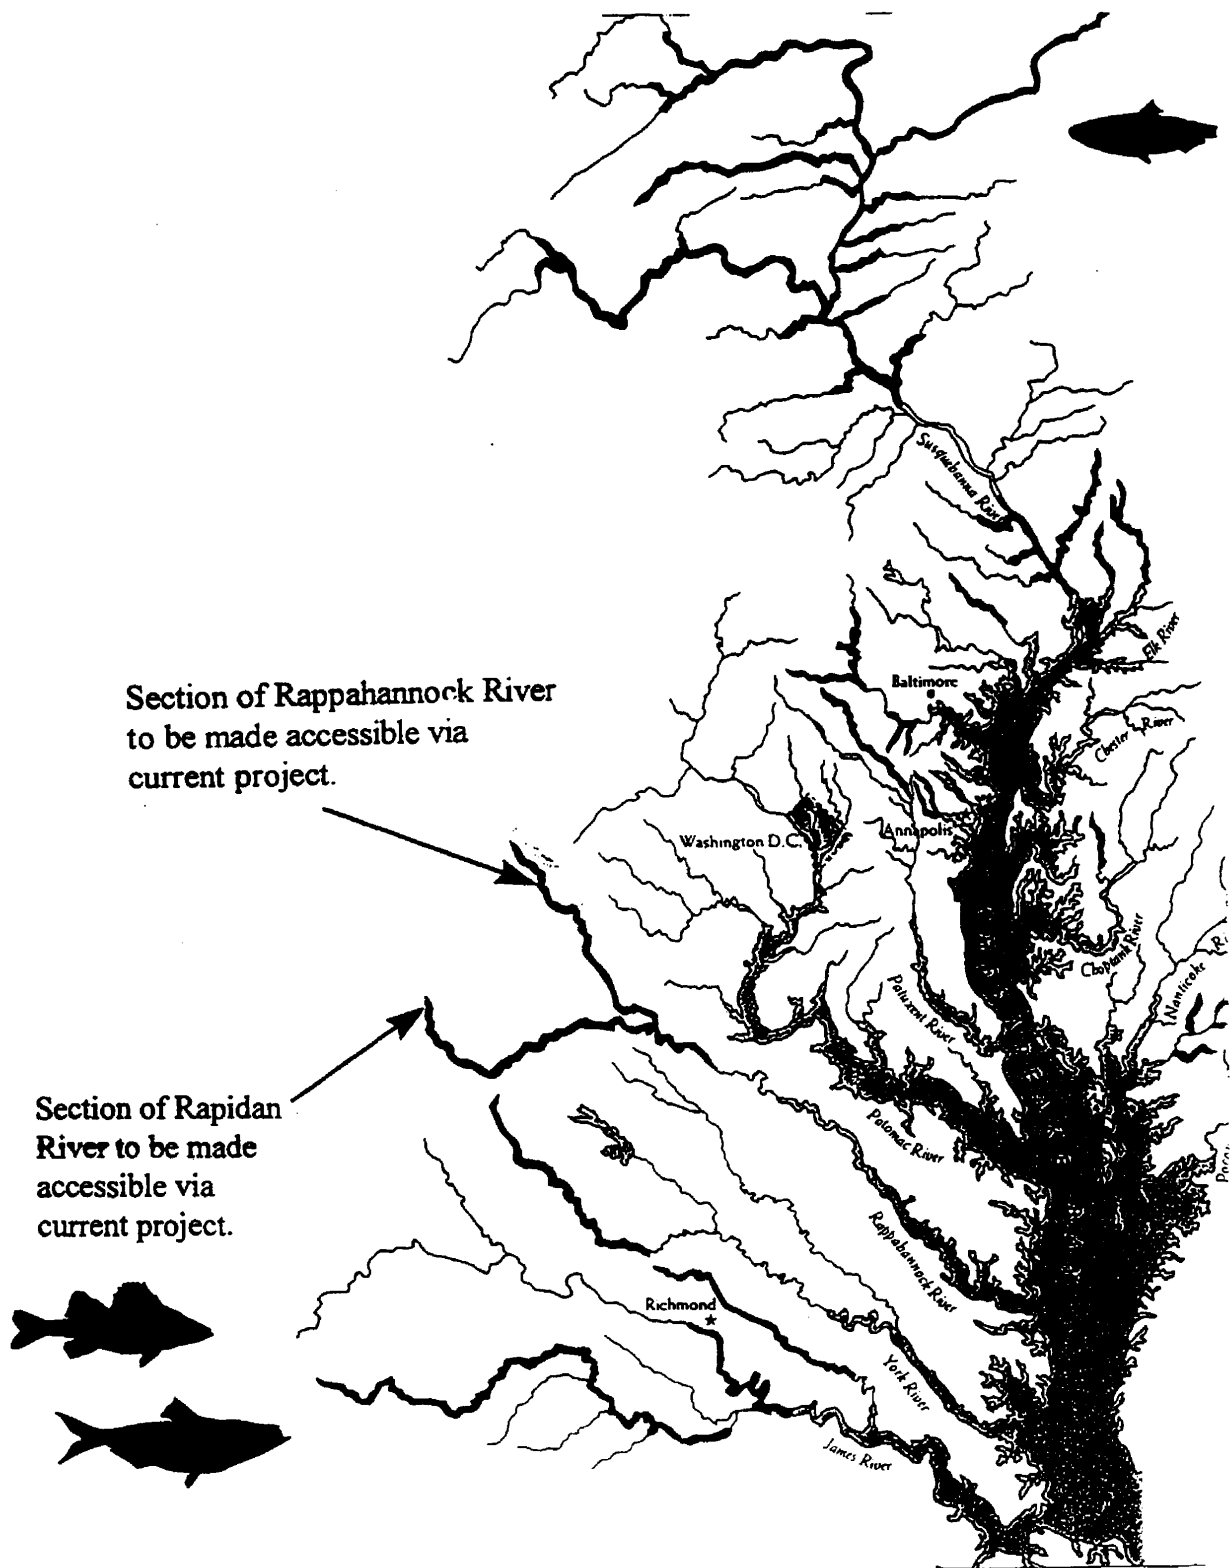 Susquehanna River
Elk River
Baltimore
Section of Rappahannock River
to be made accessible via
current project.
Chester River
Annapolis
Washington D.C.
Choptank River
Nanticoke R.
Patuxent River
Section of Rapidan
River to be made
accessible via
current project.
Potomac River
Rappahannock River
Richmond
York River
James River